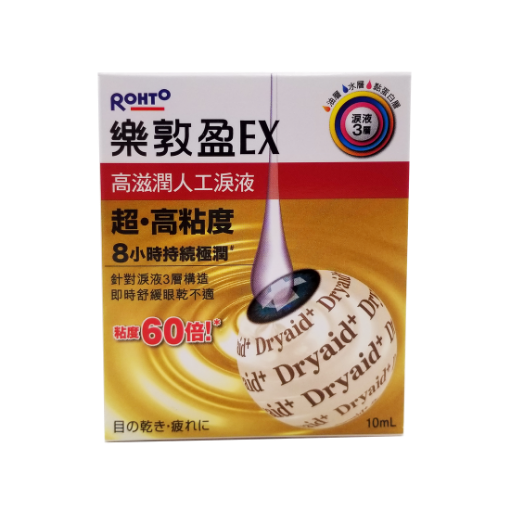 ROHTO
油層 水層 黏蛋白層
淚液
3層
樂敦盈EX
高滋潤人工淚液
超・高粘度
8小時持続極潤*
針對淚液3層構造
即時舒緩眼乾不適
粘度60倍!*
Dryaid+ Dryaid+
Dryaid+ Dryaid+
Dryaid+ Dryaid+
目の乾き・疲れに
10mL